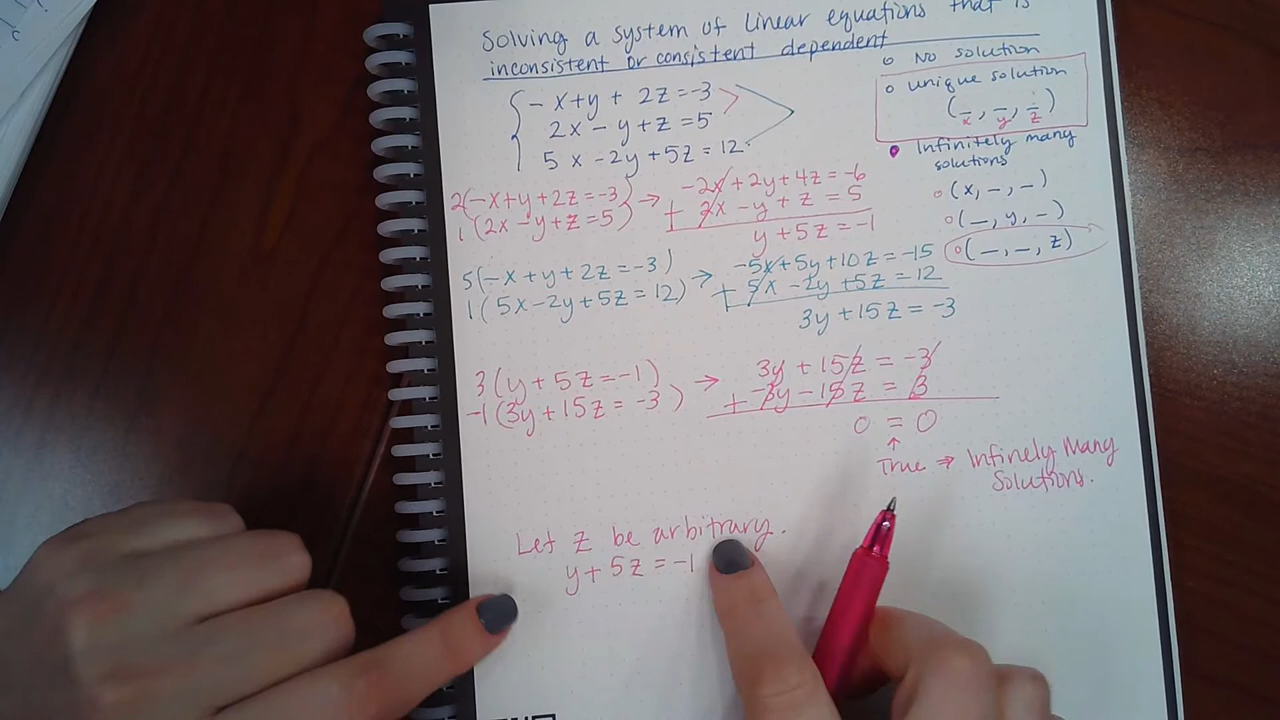 Solving a system of linear equations that is
inconsistent or consistent dependent
- x + y + 2z = -3
2x - y + z = 5
5x - 2y + 5z = 12
o No solution
o unique solution
(_, _, _)
x y z
• Infinitely many
solutions
o (x, -, -)
o (_, y, -)
o (-, -, z)
2(-x + y + 2z = -3) → -2x + 2y + 4z = -6
1(2x - y + z = 5) + 2x - y + z = 5
y + 5z = -1
5(-x + y + 2z = -3) → -5x + 5y + 10z = -15
1(5x - 2y + 5z = 12) + 5x - 2y + 5z = 12
3y + 15z = -3
3(y + 5z = -1) → 3y + 15z = -3
-1(3y + 15z = -3) + -3y - 15z = 3
0 = 0
↑
True ⇒ Infinely Many
Solutions.
Let z be arbitrary.
y + 5z = -1